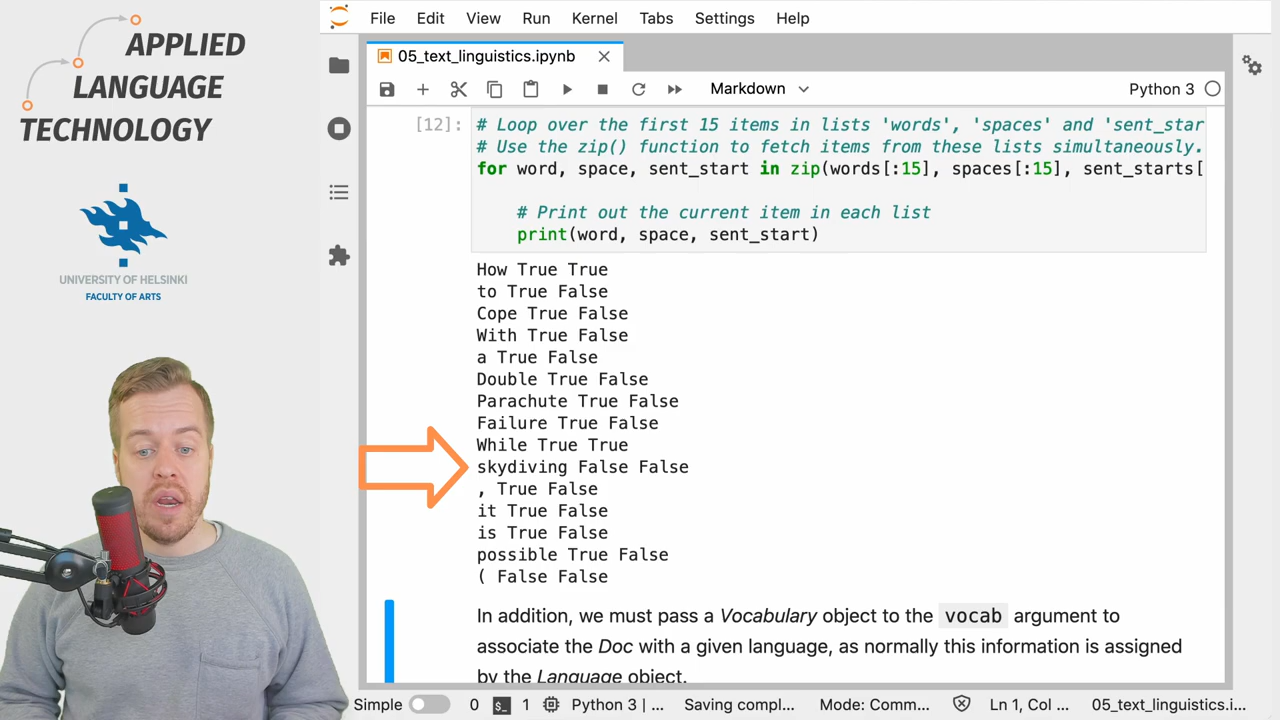 APPLIED
LANGUAGE
TECHNOLOGY
UNIVERSITY OF HELSINKI
FACULTY OF ARTS
File Edit View Run Kernel Tabs Settings Help
05_text_linguistics.ipynb
Markdown
Python 3
[12]:
# Loop over the first 15 items in lists 'words', 'spaces' and 'sent_star
# Use the zip() function to fetch items from these lists simultaneously.
for word, space, sent_start in zip(words[:15], spaces[:15], sent_starts[
# Print out the current item in each list
print(word, space, sent_start)
How True True
to True False
Cope True False
With True False
a True False
Double True False
Parachute True False
Failure True False
While True True
skydiving False False
, True False
it True False
is True False
possible True False
( False False
In addition, we must pass a Vocabulary object to the vocab argument to
associate the Doc with a given language, as normally this information is assigned
by the Language object.
Simple 0 1 Python 3 | ... Saving compl... Mode: Comm... Ln 1, Col ... 05_text_linguistics.i...